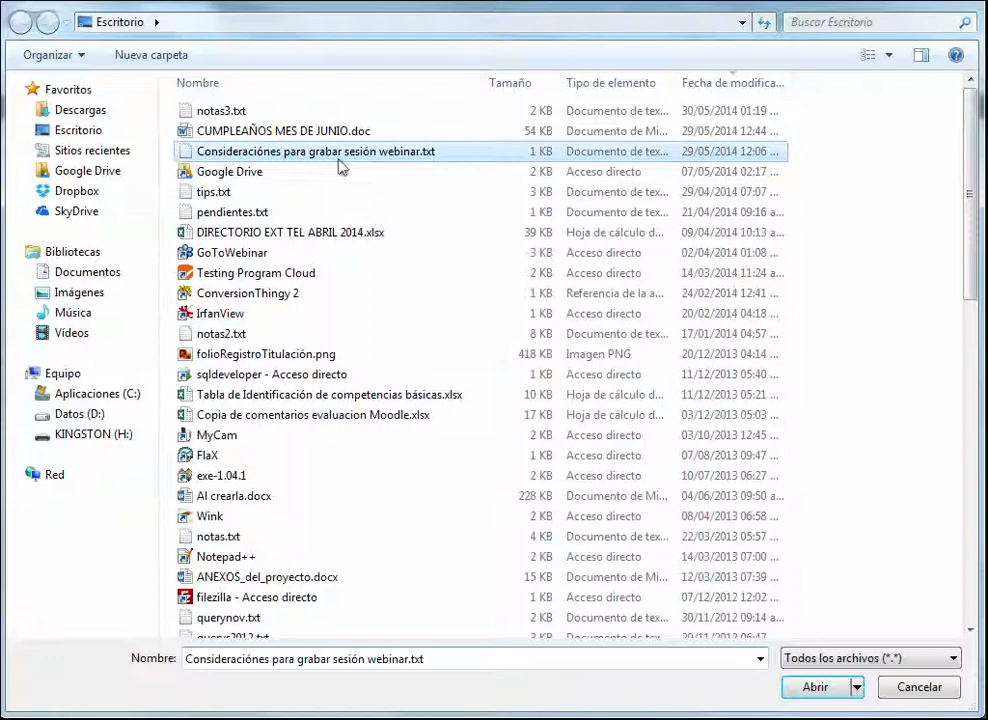 Escritorio
Buscar Escritorio
Organizar
Nueva carpeta
Favoritos
Descargas
Escritorio
Sitios recientes
Google Drive
Dropbox
SkyDrive
Bibliotecas
Documentos
Imágenes
Música
Vídeos
Equipo
Aplicaciones (C:)
Datos (D:)
KINGSTON (H:)
Red
Nombre Tamaño Tipo de elemento Fecha de modifica...
notas3.txt 2 KB Documento de tex... 30/05/2014 01:19 ...
CUMPLEAÑOS MES DE JUNIO.doc 54 KB Documento de Mi... 29/05/2014 12:44 ...
Consideraciónes para grabar sesión webinar.txt 1 KB Documento de tex... 29/05/2014 12:06 ...
Google Drive 2 KB Acceso directo 07/05/2014 02:17 ...
tips.txt 3 KB Documento de tex... 29/04/2014 07:07 ...
pendientes.txt 1 KB Documento de tex... 21/04/2014 09:16 a...
DIRECTORIO EXT TEL ABRIL 2014.xlsx 39 KB Hoja de cálculo d... 09/04/2014 10:13 a...
GoToWebinar 3 KB Acceso directo 02/04/2014 01:08 ...
Testing Program Cloud 2 KB Acceso directo 14/03/2014 11:24 a...
ConversionThingy 2 1 KB Referencia de la a... 24/02/2014 12:41 ...
IrfanView 1 KB Acceso directo 20/02/2014 04:18 ...
notas2.txt 8 KB Documento de tex... 17/01/2014 04:57 ...
folioRegistroTitulación.png 418 KB Imagen PNG 20/12/2013 04:14 ...
sqldeveloper - Acceso directo 2 KB Acceso directo 11/12/2013 05:40 ...
Tabla de Identificación de competencias básicas.xlsx 10 KB Hoja de cálculo d... 11/12/2013 05:21 ...
Copia de comentarios evaluacion Moodle.xlsx 17 KB Hoja de cálculo d... 03/12/2013 05:03 ...
MyCam 2 KB Acceso directo 03/10/2013 12:45 ...
FlaX 1 KB Acceso directo 07/08/2013 09:47 ...
exe-1.04.1 2 KB Acceso directo 10/07/2013 06:27 ...
Al crearla.docx 228 KB Documento de Mi... 04/06/2013 09:50 a...
Wink 2 KB Acceso directo 08/04/2013 06:58 ...
notas.txt 4 KB Documento de tex... 22/03/2013 05:57 ...
Notepad++ 2 KB Acceso directo 14/03/2013 07:00 ...
ANEXOS_del_proyecto.docx 15 KB Documento de Mi... 12/03/2013 07:39 ...
filezilla - Acceso directo 1 KB Acceso directo 07/12/2012 12:02 ...
querynov.txt 2 KB Documento de tex... 30/11/2012 09:14 a...
querys2012.txt 3 KB Documento de tex... 29/11/2012 06:47 ...
Nombre: Consideraciónes para grabar sesión webinar.txt
Todos los archivos (*.*)
Abrir
Cancelar